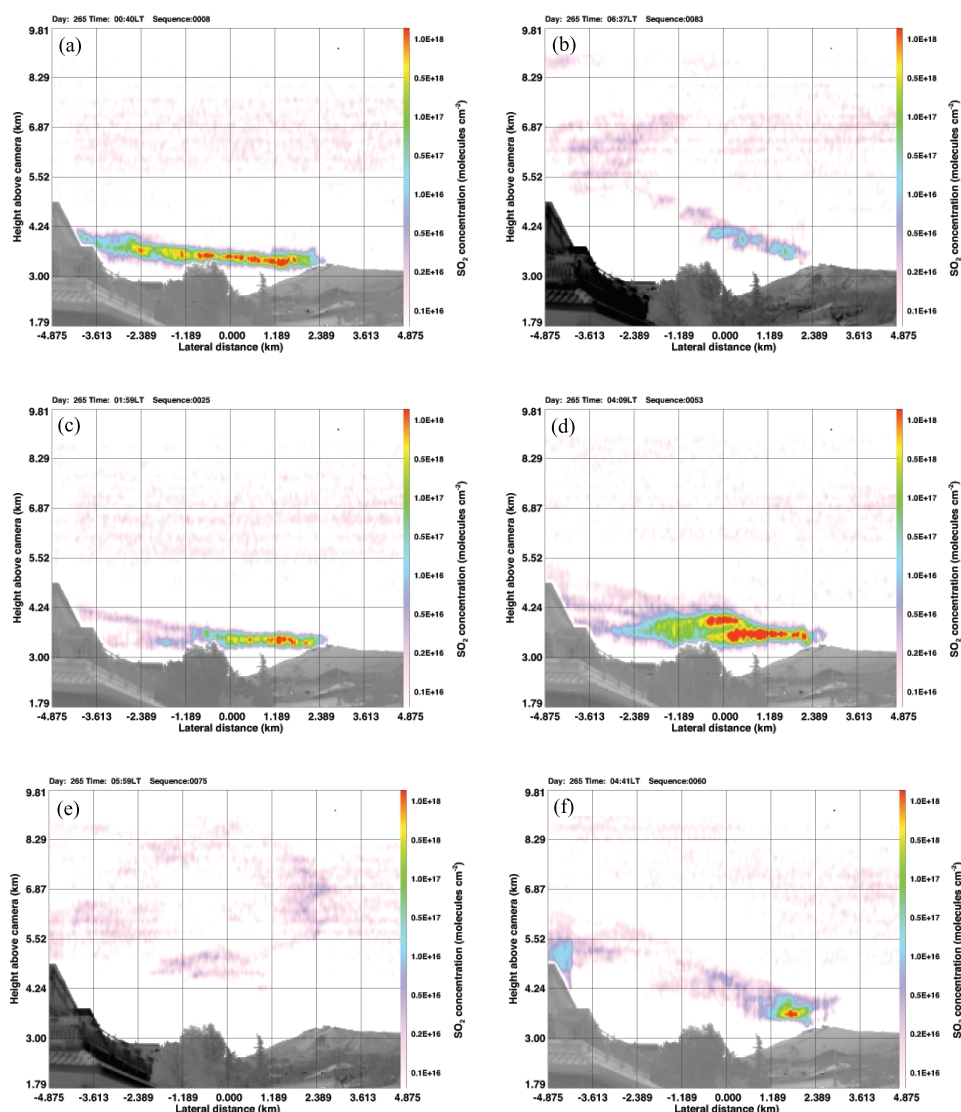 Day: 265 Time: 00:40LT Sequence:0008
(a)
Height above camera (km)
9.81
8.29
6.87
5.52
4.24
3.00
1.79
-4.875 -3.613 -2.389 -1.189 0.000 1.189 2.389 3.613 4.875
Lateral distance (km)
1.0E+18
0.5E+18
1.0E+17
0.5E+17
1.0E+16
0.5E+16
0.2E+16
0.1E+16
SO2 concentration (molecules cm-2)
Day: 265 Time: 06:37LT Sequence:0083
(b)
Height above camera (km)
9.81
8.29
6.87
5.52
4.24
3.00
1.79
-4.875 -3.613 -2.389 -1.189 0.000 1.189 2.389 3.613 4.875
Lateral distance (km)
1.0E+18
0.5E+18
1.0E+17
0.5E+17
1.0E+16
0.5E+16
0.2E+16
0.1E+16
SO2 concentration (molecules cm-2)
Day: 265 Time: 01:59LT Sequence:0025
(c)
Height above camera (km)
9.81
8.29
6.87
5.52
4.24
3.00
1.79
-4.875 -3.613 -2.389 -1.189 0.000 1.189 2.389 3.613 4.875
Lateral distance (km)
1.0E+18
0.5E+18
1.0E+17
0.5E+17
1.0E+16
0.5E+16
0.2E+16
0.1E+16
SO2 concentration (molecules cm-2)
Day: 265 Time: 04:09LT Sequence:0053
(d)
Height above camera (km)
9.81
8.29
6.87
5.52
4.24
3.00
1.79
-4.875 -3.613 -2.389 -1.189 0.000 1.189 2.389 3.613 4.875
Lateral distance (km)
1.0E+18
0.5E+18
1.0E+17
0.5E+17
1.0E+16
0.5E+16
0.2E+16
0.1E+16
SO2 concentration (molecules cm-2)
Day: 265 Time: 05:59LT Sequence:0075
(e)
Height above camera (km)
9.81
8.29
6.87
5.52
4.24
3.00
1.79
-4.875 -3.613 -2.389 -1.189 0.000 1.189 2.389 3.613 4.875
Lateral distance (km)
1.0E+18
0.5E+18
1.0E+17
0.5E+17
1.0E+16
0.5E+16
0.2E+16
0.1E+16
SO2 concentration (molecules cm-2)
Day: 265 Time: 04:41LT Sequence:0060
(f)
Height above camera (km)
9.81
8.29
6.87
5.52
4.24
3.00
1.79
-4.875 -3.613 -2.389 -1.189 0.000 1.189 2.389 3.613 4.875
Lateral distance (km)
1.0E+18
0.5E+18
1.0E+17
0.5E+17
1.0E+16
0.5E+16
0.2E+16
0.1E+16
SO2 concentration (molecules cm-2)